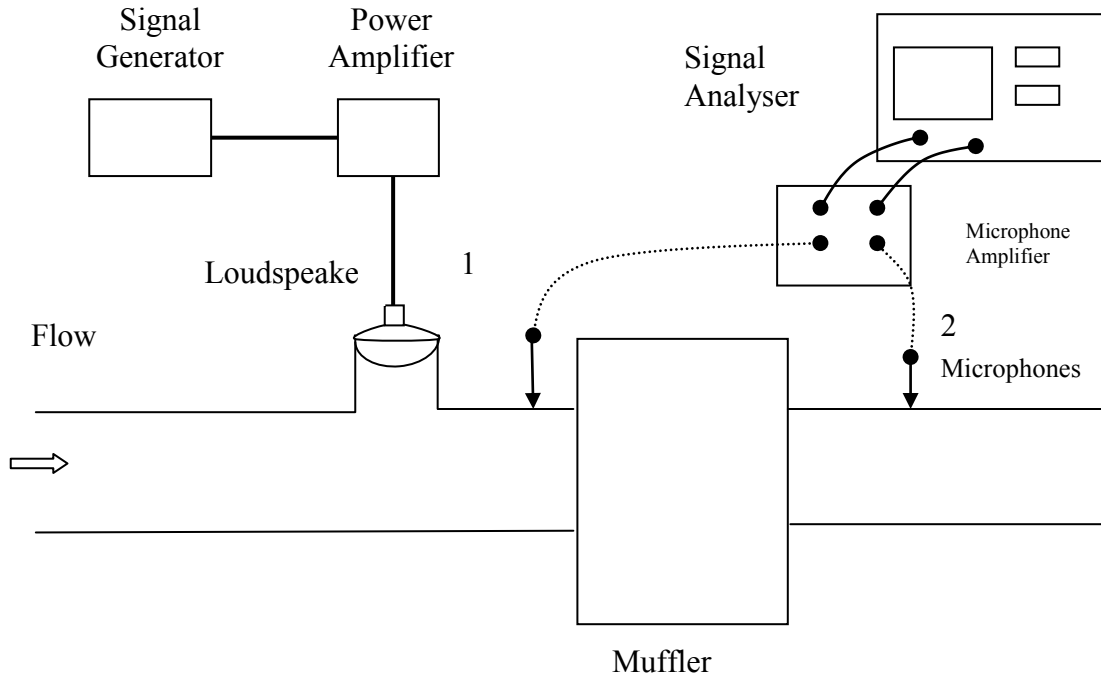 Signal
Generator
Power
Amplifier
Signal
Analyser
Microphone
Amplifier
Loudspeake
1
Flow
2
Microphones
Muffler